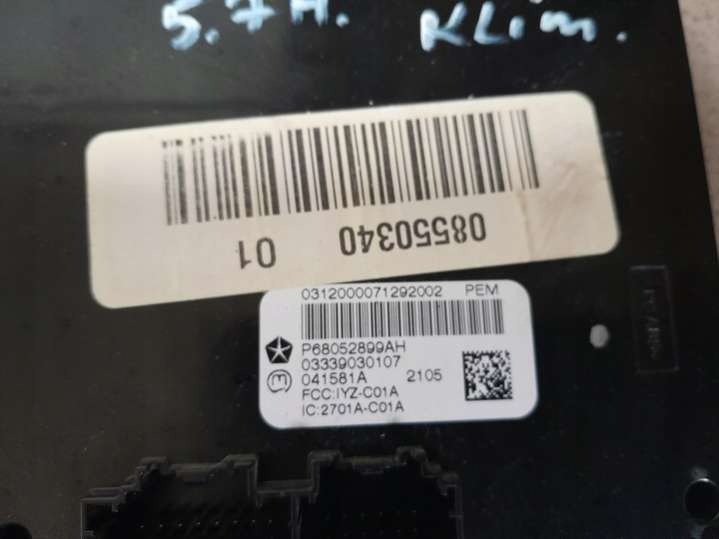 5.7H. KLim.
08550340 01
0312000071292002 PEM
P68052899AH
03339030107
041581A 2105
FCC:IYZ-C01A
IC:2701A-C01A